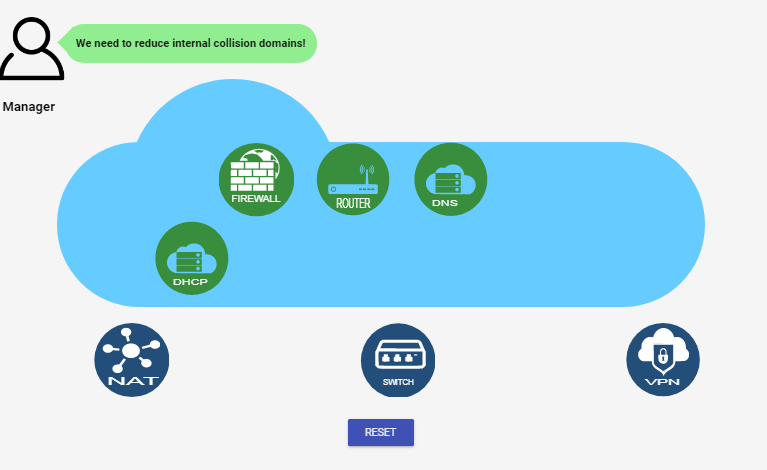 We need to reduce internal collision domains!
Manager
FIREWALL
ROUTER
DNS
DHCP
NAT
SWITCH
VPN
RESET